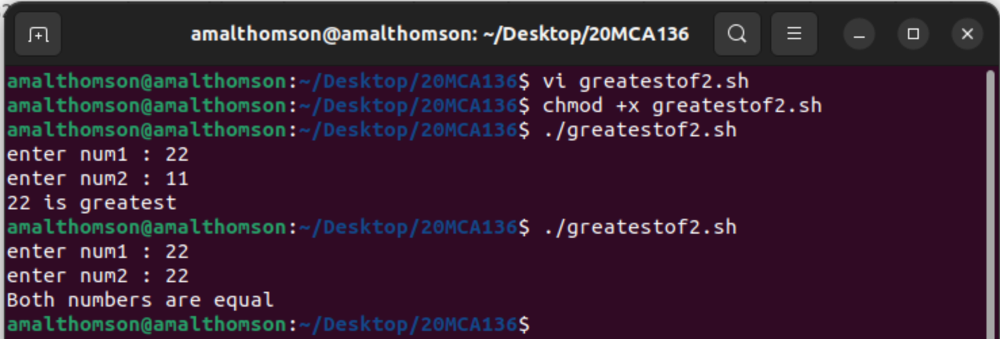 amalthomson@amalthomson: ~/Desktop/20MCA136
amalthomson@amalthomson:~/Desktop/20MCA136$ vi greatestof2.sh
amalthomson@amalthomson:~/Desktop/20MCA136$ chmod +x greatestof2.sh
amalthomson@amalthomson:~/Desktop/20MCA136$ ./greatestof2.sh
enter num1 : 22
enter num2 : 11
22 is greatest
amalthomson@amalthomson:~/Desktop/20MCA136$ ./greatestof2.sh
enter num1 : 22
enter num2 : 22
Both numbers are equal
amalthomson@amalthomson:~/Desktop/20MCA136$